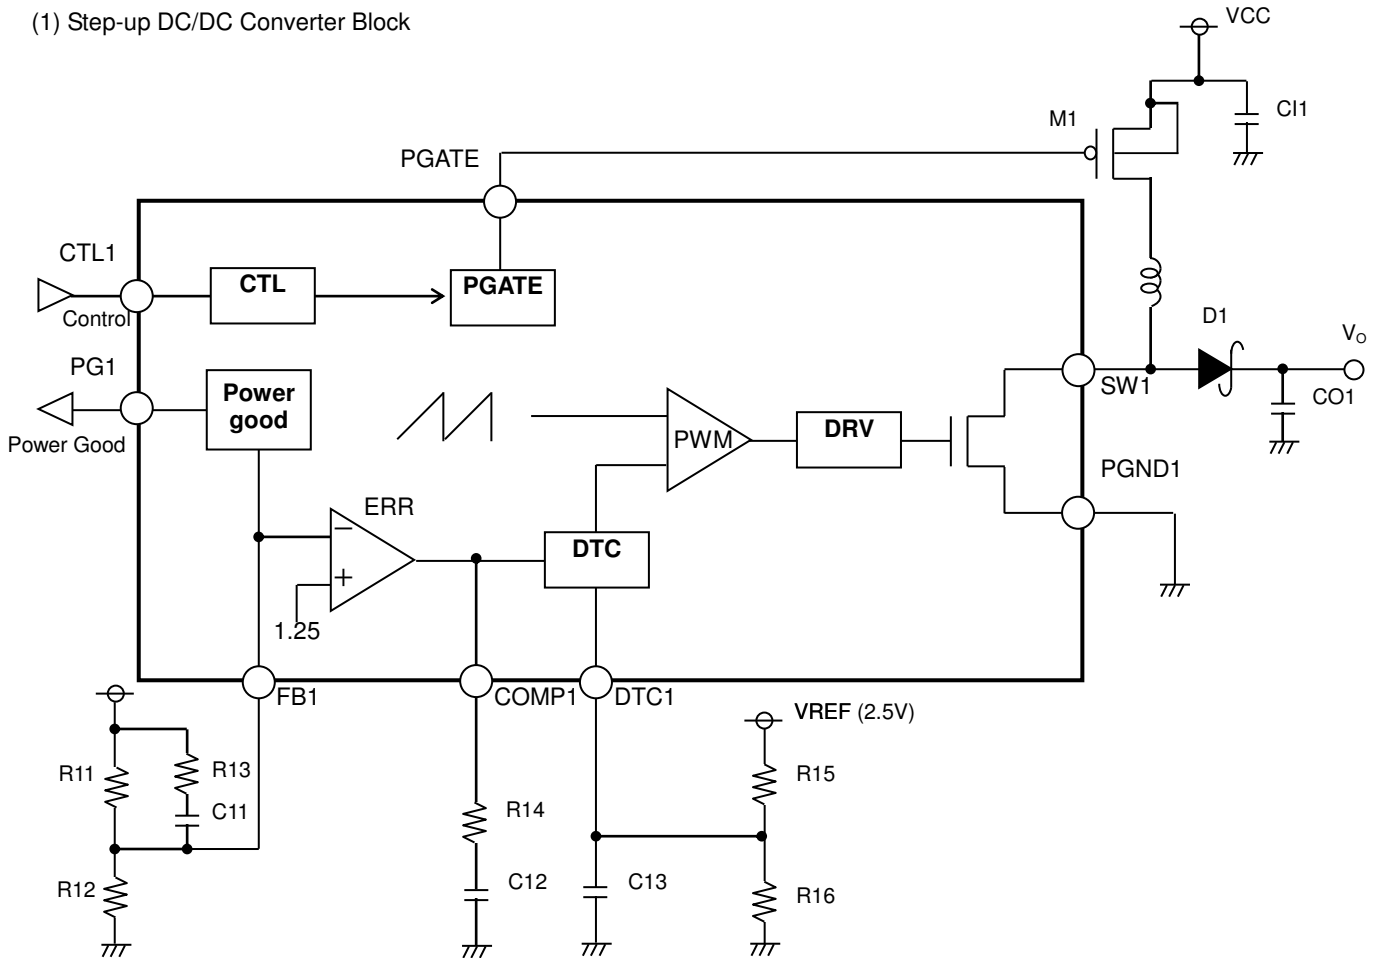 (1) Step-up DC/DC Converter Block
VCC
CI1
M1
PGATE
CTL1
CTL
PGATE
Control
D1
VO
PG1
Power
good
SW1
CO1
PWM
DRV
Power Good
PGND1
ERR
−
DTC
+
1.25
FB1
COMP1
DTC1
VREF (2.5V)
R11
R13
R15
C11
R14
R12
C12
C13
R16